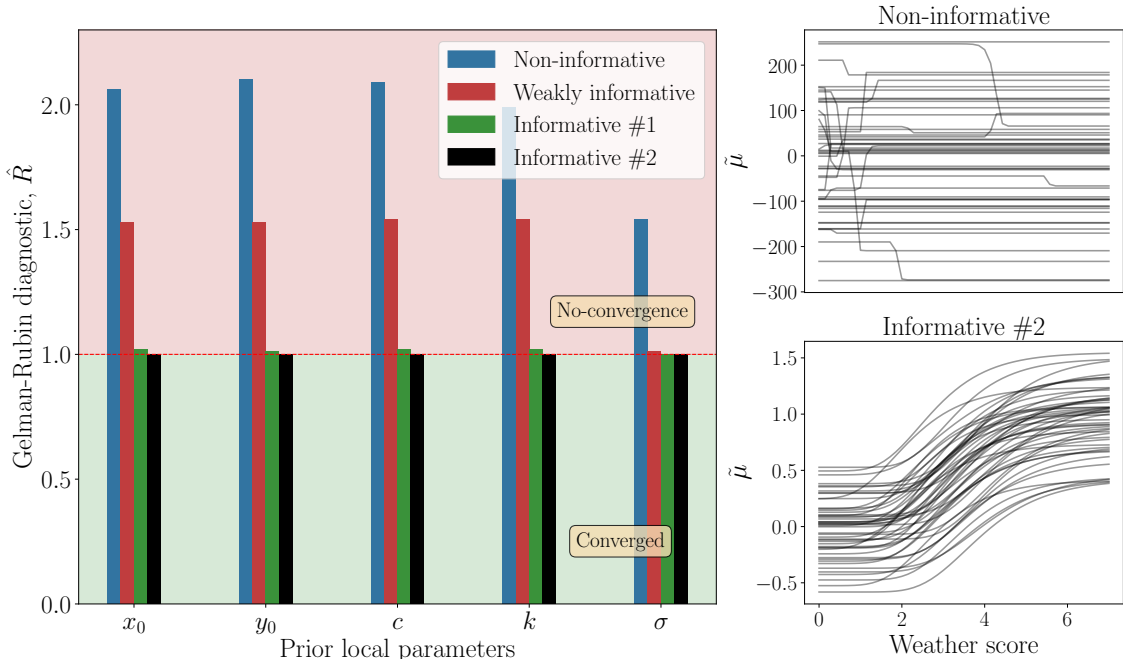 Non-informative
Weakly informative
Informative #1
Informative #2
Gelman-Rubin diagnostic, R̂
2.0
1.5
1.0
0.5
0.0
No-convergence
Converged
x₀ y₀ c k σ
Prior local parameters
Non-informative
μ̃
200
100
0
−100
−200
−300
Informative #2
μ̃
1.5
1.0
0.5
0.0
−0.5
0 2 4 6
Weather score